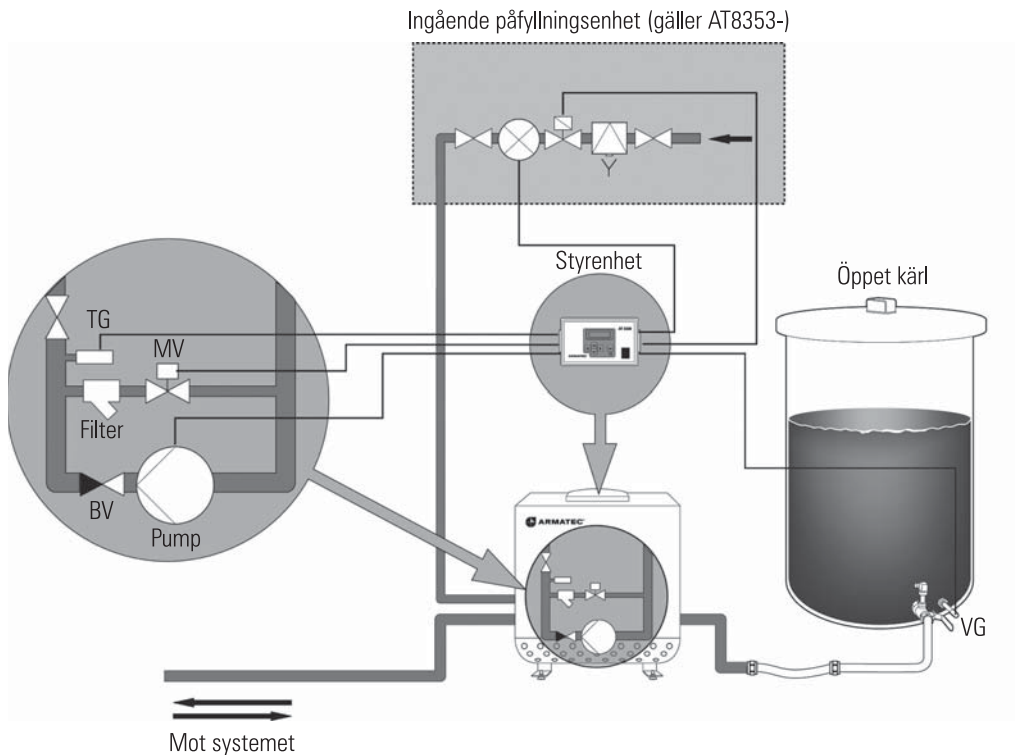 Ingående påfyllningsenhet (gäller AT8353-)
Styrenhet
Öppet kärl
TG
MV
Filter
BV
Pump
ARMATEC
VG
Mot systemet